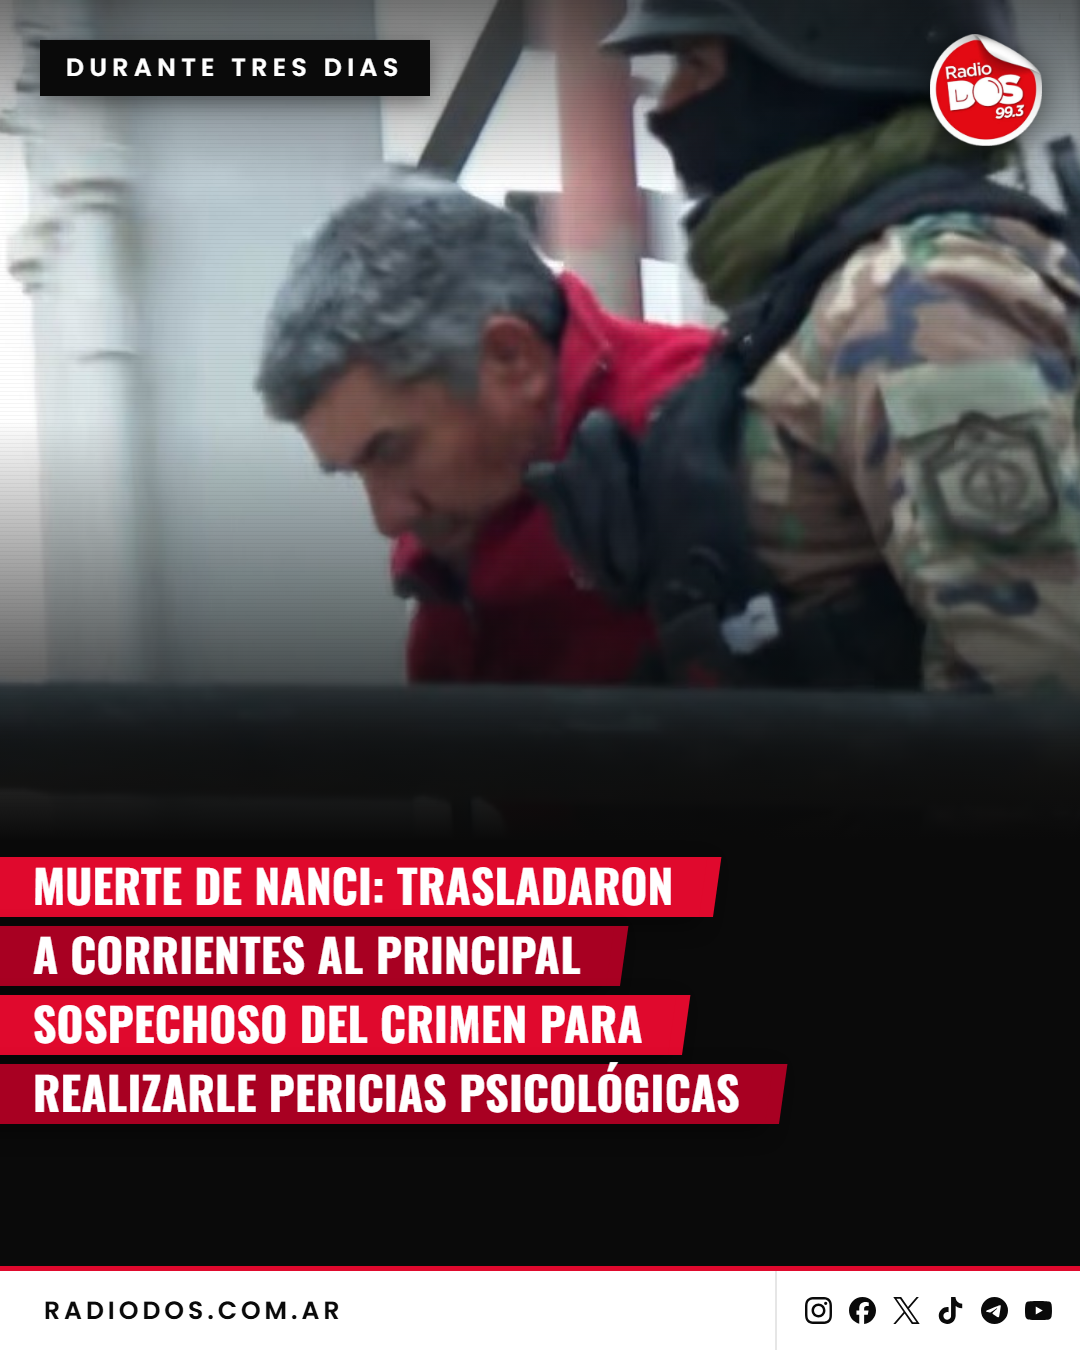 DURANTE TRES DIAS
Radio
DOS
99.3
MUERTE DE NANCI: TRASLADARON
A CORRIENTES AL PRINCIPAL
SOSPECHOSO DEL CRIMEN PARA
REALIZARLE PERICIAS PSICOLÓGICAS
RADIODOS.COM.AR